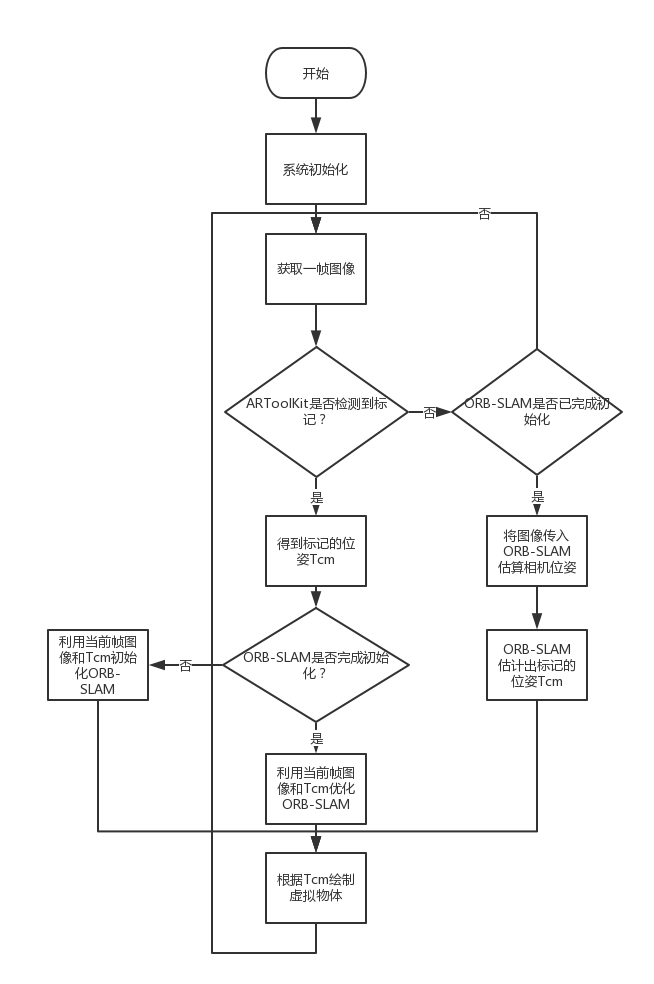 开始
系统初始化
否
获取一帧图像
ARToolKit是否检测到标
记？
否
ORB-SLAM是否已完成初
始化
是
是
得到标记的位
姿Tcm
将图像传入
ORB-SLAM
估算相机位姿
利用当前帧图
像和Tcm初始
化ORB-
SLAM
否
ORB-SLAM是否完成初始
化？
ORB-SLAM
估计出标记的
位姿Tcm
是
利用当前帧图
像和Tcm优化
ORB-SLAM
根据Tcm绘制
虚拟物体